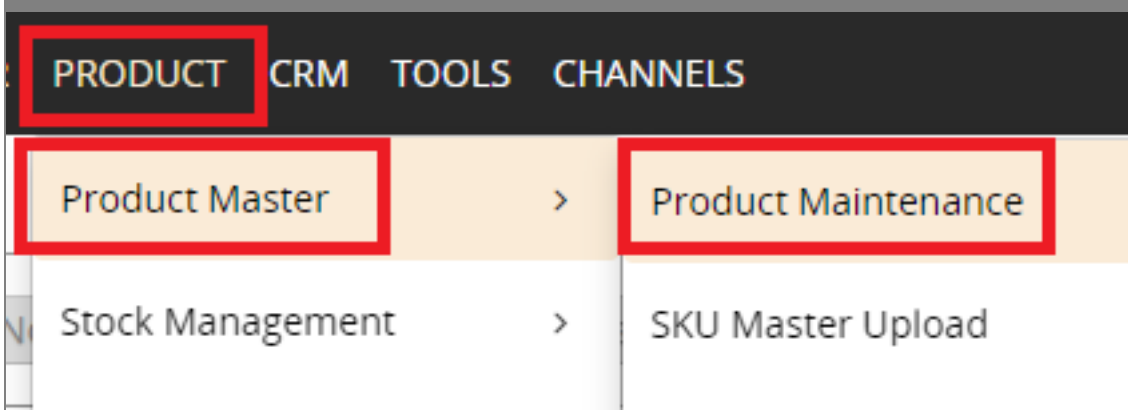 PRODUCT CRM TOOLS CHANNELS
Product Master > Product Maintenance
Stock Management > SKU Master Upload